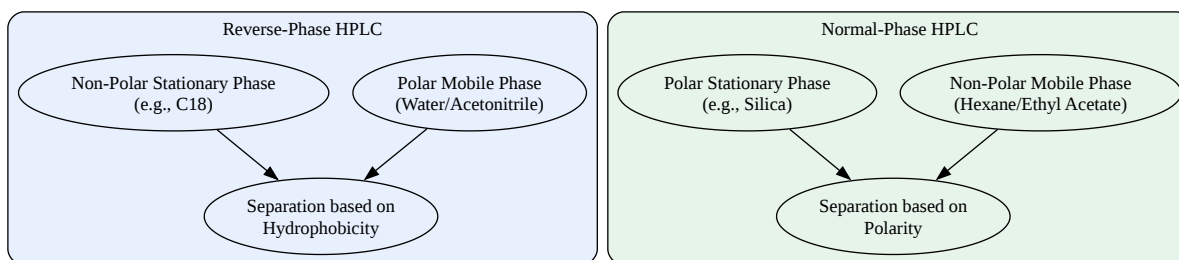 Reverse-Phase HPLC
Non-Polar Stationary Phase
(e.g., C18)
Polar Mobile Phase
(Water/Acetonitrile)
Separation based on
Hydrophobicity
Normal-Phase HPLC
Polar Stationary Phase
(e.g., Silica)
Non-Polar Mobile Phase
(Hexane/Ethyl Acetate)
Separation based on
Polarity